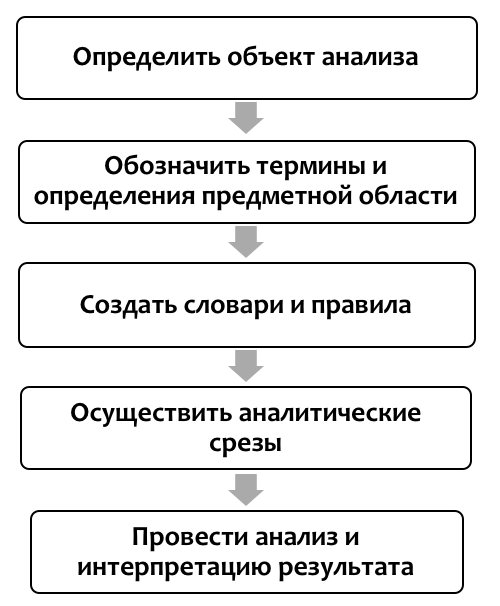 Определить объект анализа
Обозначить термины и
определения предметной области
Создать словари и правила
Осуществить аналитические
срезы
Провести анализ и
интерпретацию результата